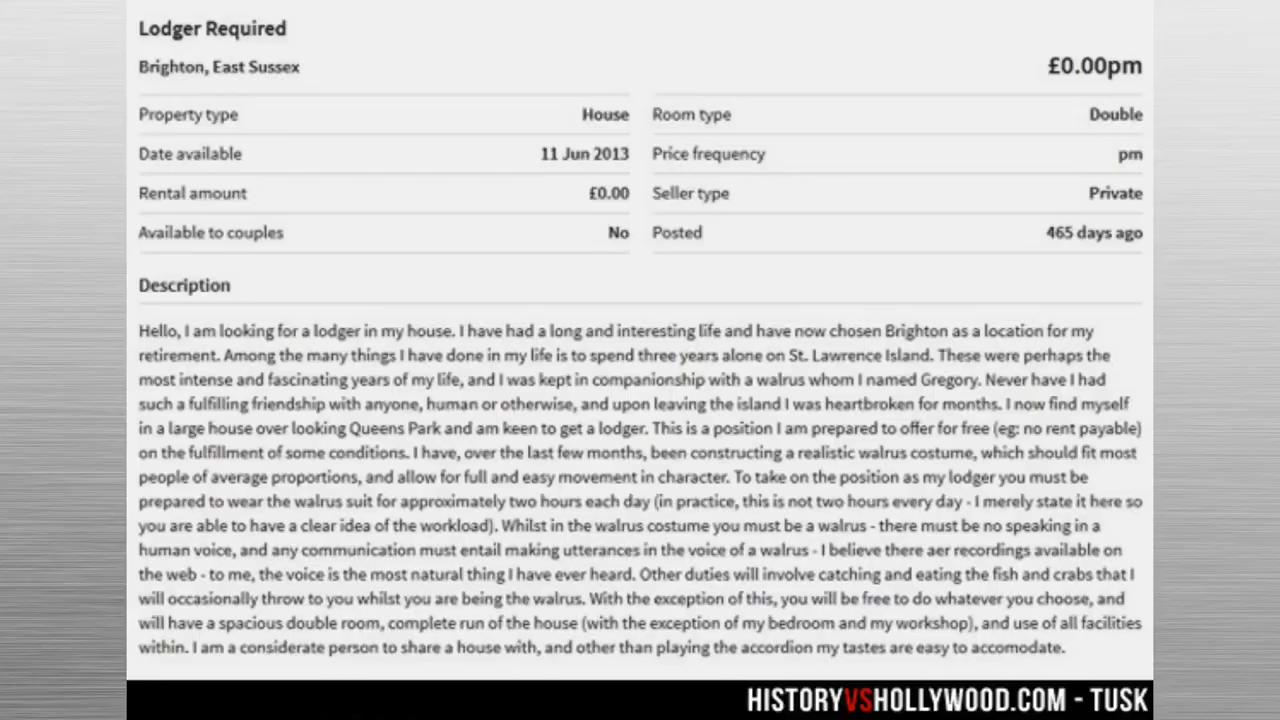 Lodger Required
Brighton, East Sussex £0.00pm
Property type House Room type Double
Date available 11 Jun 2013 Price frequency pm
Rental amount £0.00 Seller type Private
Available to couples No Posted 465 days ago
Description
Hello, I am looking for a lodger in my house. I have had a long and interesting life and have now chosen Brighton as a location for my
retirement. Among the many things I have done in my life is to spend three years alone on St. Lawrence Island. These were perhaps the
most intense and fascinating years of my life, and I was kept in companionship with a walrus whom I named Gregory. Never have I had
such a fulfilling friendship with anyone, human or otherwise, and upon leaving the island I was heartbroken for months. I now find myself
in a large house over looking Queens Park and am keen to get a lodger. This is a position I am prepared to offer for free (eg: no rent payable)
on the fulfillment of some conditions. I have, over the last few months, been constructing a realistic walrus costume, which should fit most
people of average proportions, and allow for full and easy movement in character. To take on the position as my lodger you must be
prepared to wear the walrus suit for approximately two hours each day (in practice, this is not two hours every day - I merely state it here so
you are able to have a clear idea of the workload). Whilst in the walrus costume you must be a walrus - there must be no speaking in a
human voice, and any communication must entail making utterances in the voice of a walrus - I believe there aer recordings available on
the web - to me, the voice is the most natural thing I have ever heard. Other duties will involve catching and eating the fish and crabs that I
will occasionally throw to you whilst you are being the walrus. With the exception of this, you will be free to do whatever you choose, and
will have a spacious double room, complete run of the house (with the exception of my bedroom and my workshop), and use of all facilities
within. I am a considerate person to share a house with, and other than playing the accordion my tastes are easy to accomodate.
HISTORYVSHOLLYWOOD.COM - TUSK